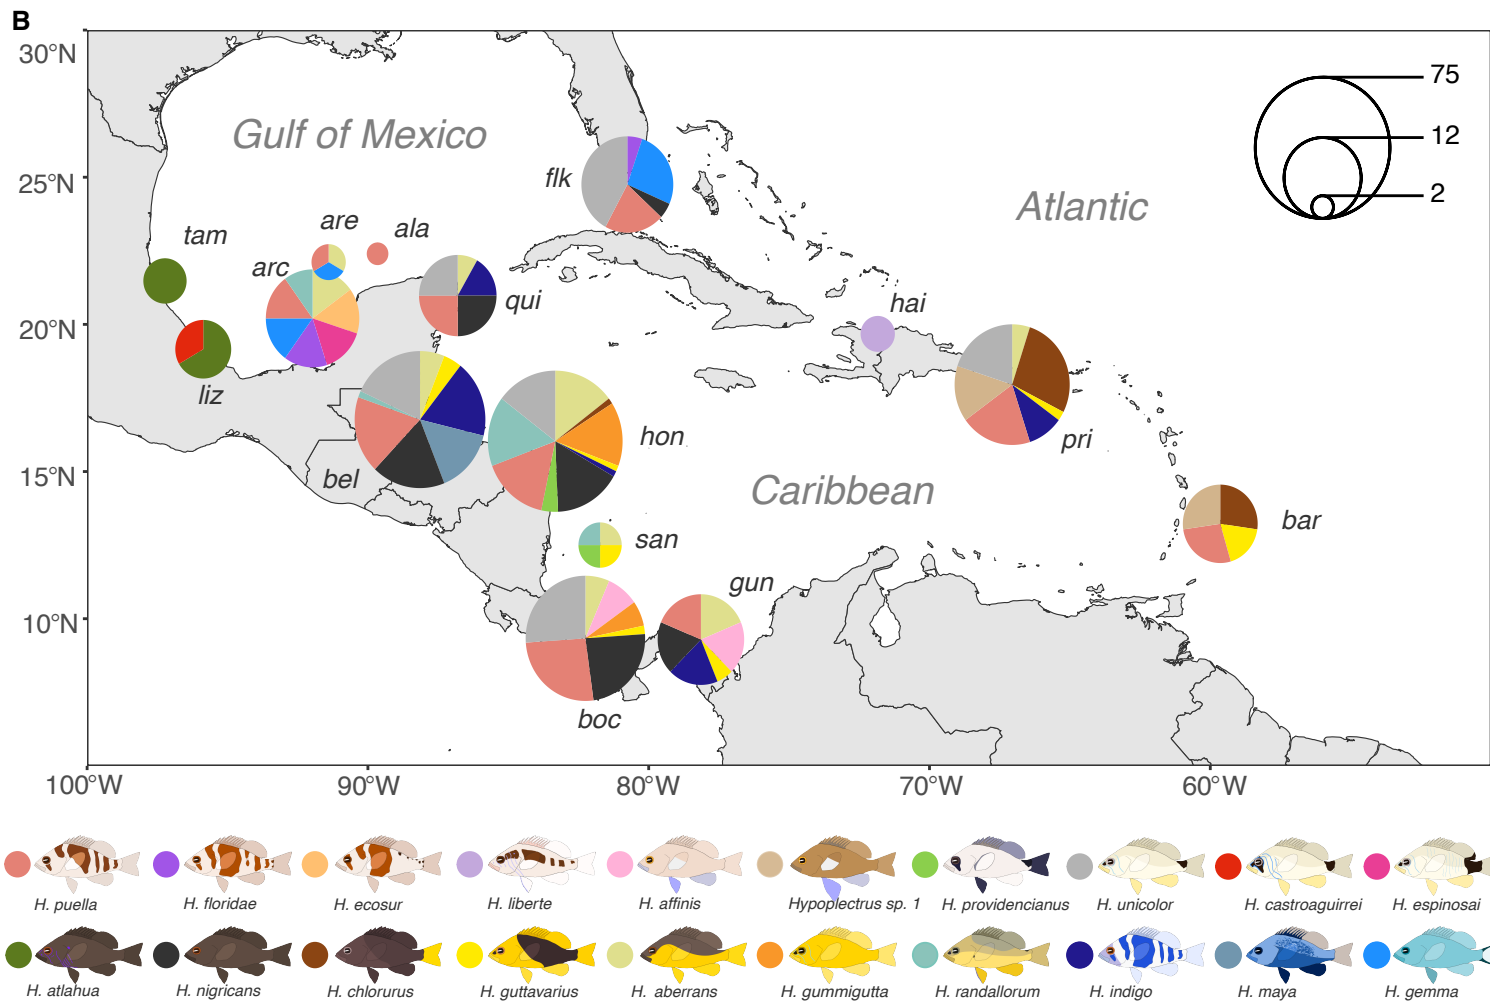 B
30°N
25°N
20°N
15°N
10°N
100°W
90°W
80°W
70°W
60°W
Gulf of Mexico
Atlantic
Caribbean
75
12
2
flk
tam
are
ala
arc
qui
hai
liz
pri
hon
bel
bar
san
gun
boc
H. puella
H. floridae
H. ecosur
H. liberte
H. affinis
Hypoplectrus sp. 1
H. providencianus
H. unicolor
H. castroaguirrei
H. espinosai
H. atlahua
H. nigricans
H. chlorurus
H. guttavarius
H. aberrans
H. gummigutta
H. randallorum
H. indigo
H. maya
H. gemma